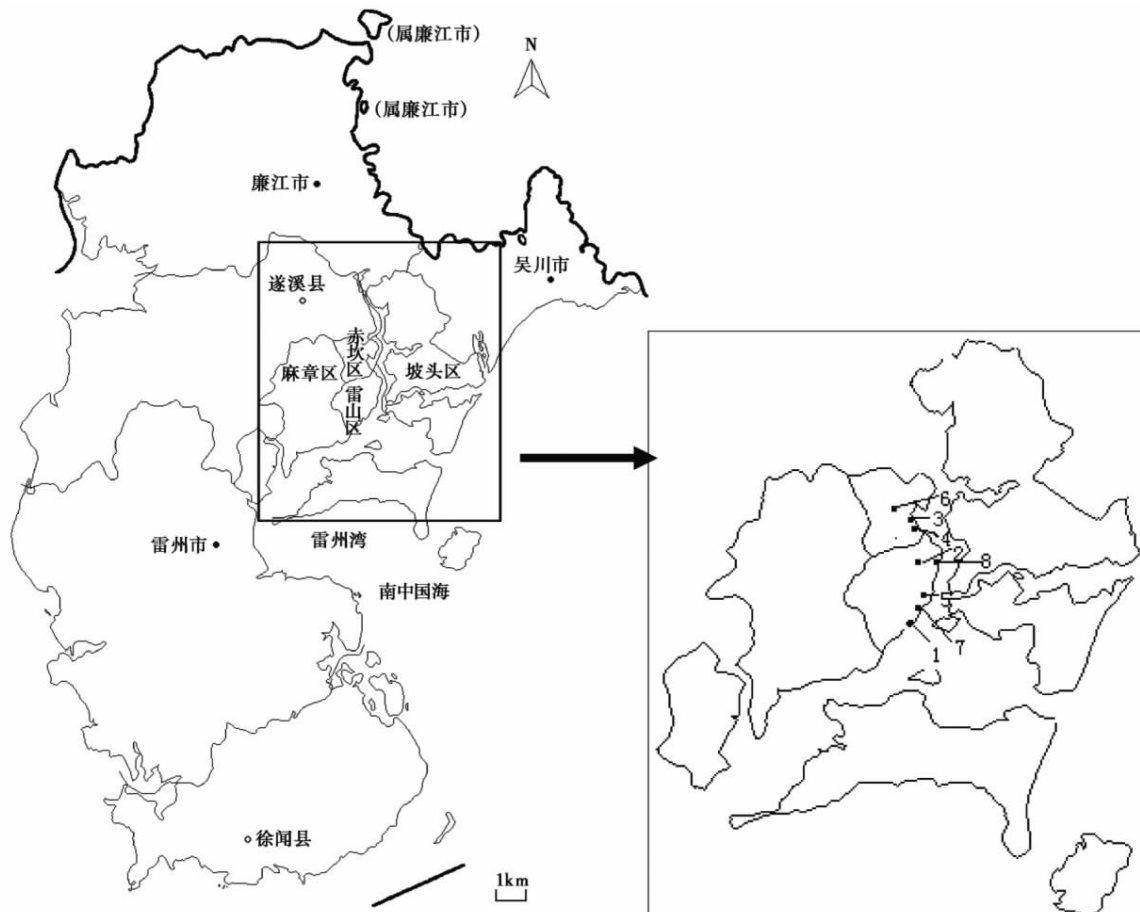 (属廉江市)
N
(属廉江市)
廉江市
吴川市
遂溪县
赤坎区
麻章区
坡头区
雷山区
雷州市
雷州湾
南中国海
徐闻县
1km
6
3
4
2
8
5
7
1